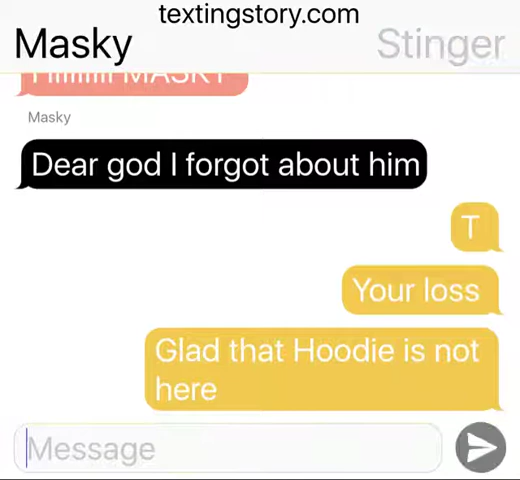 textingstory.com
Masky Stinger
MASKY
Masky
Dear god I forgot about him
T
Your loss
Glad that Hoodie is not
here
Message